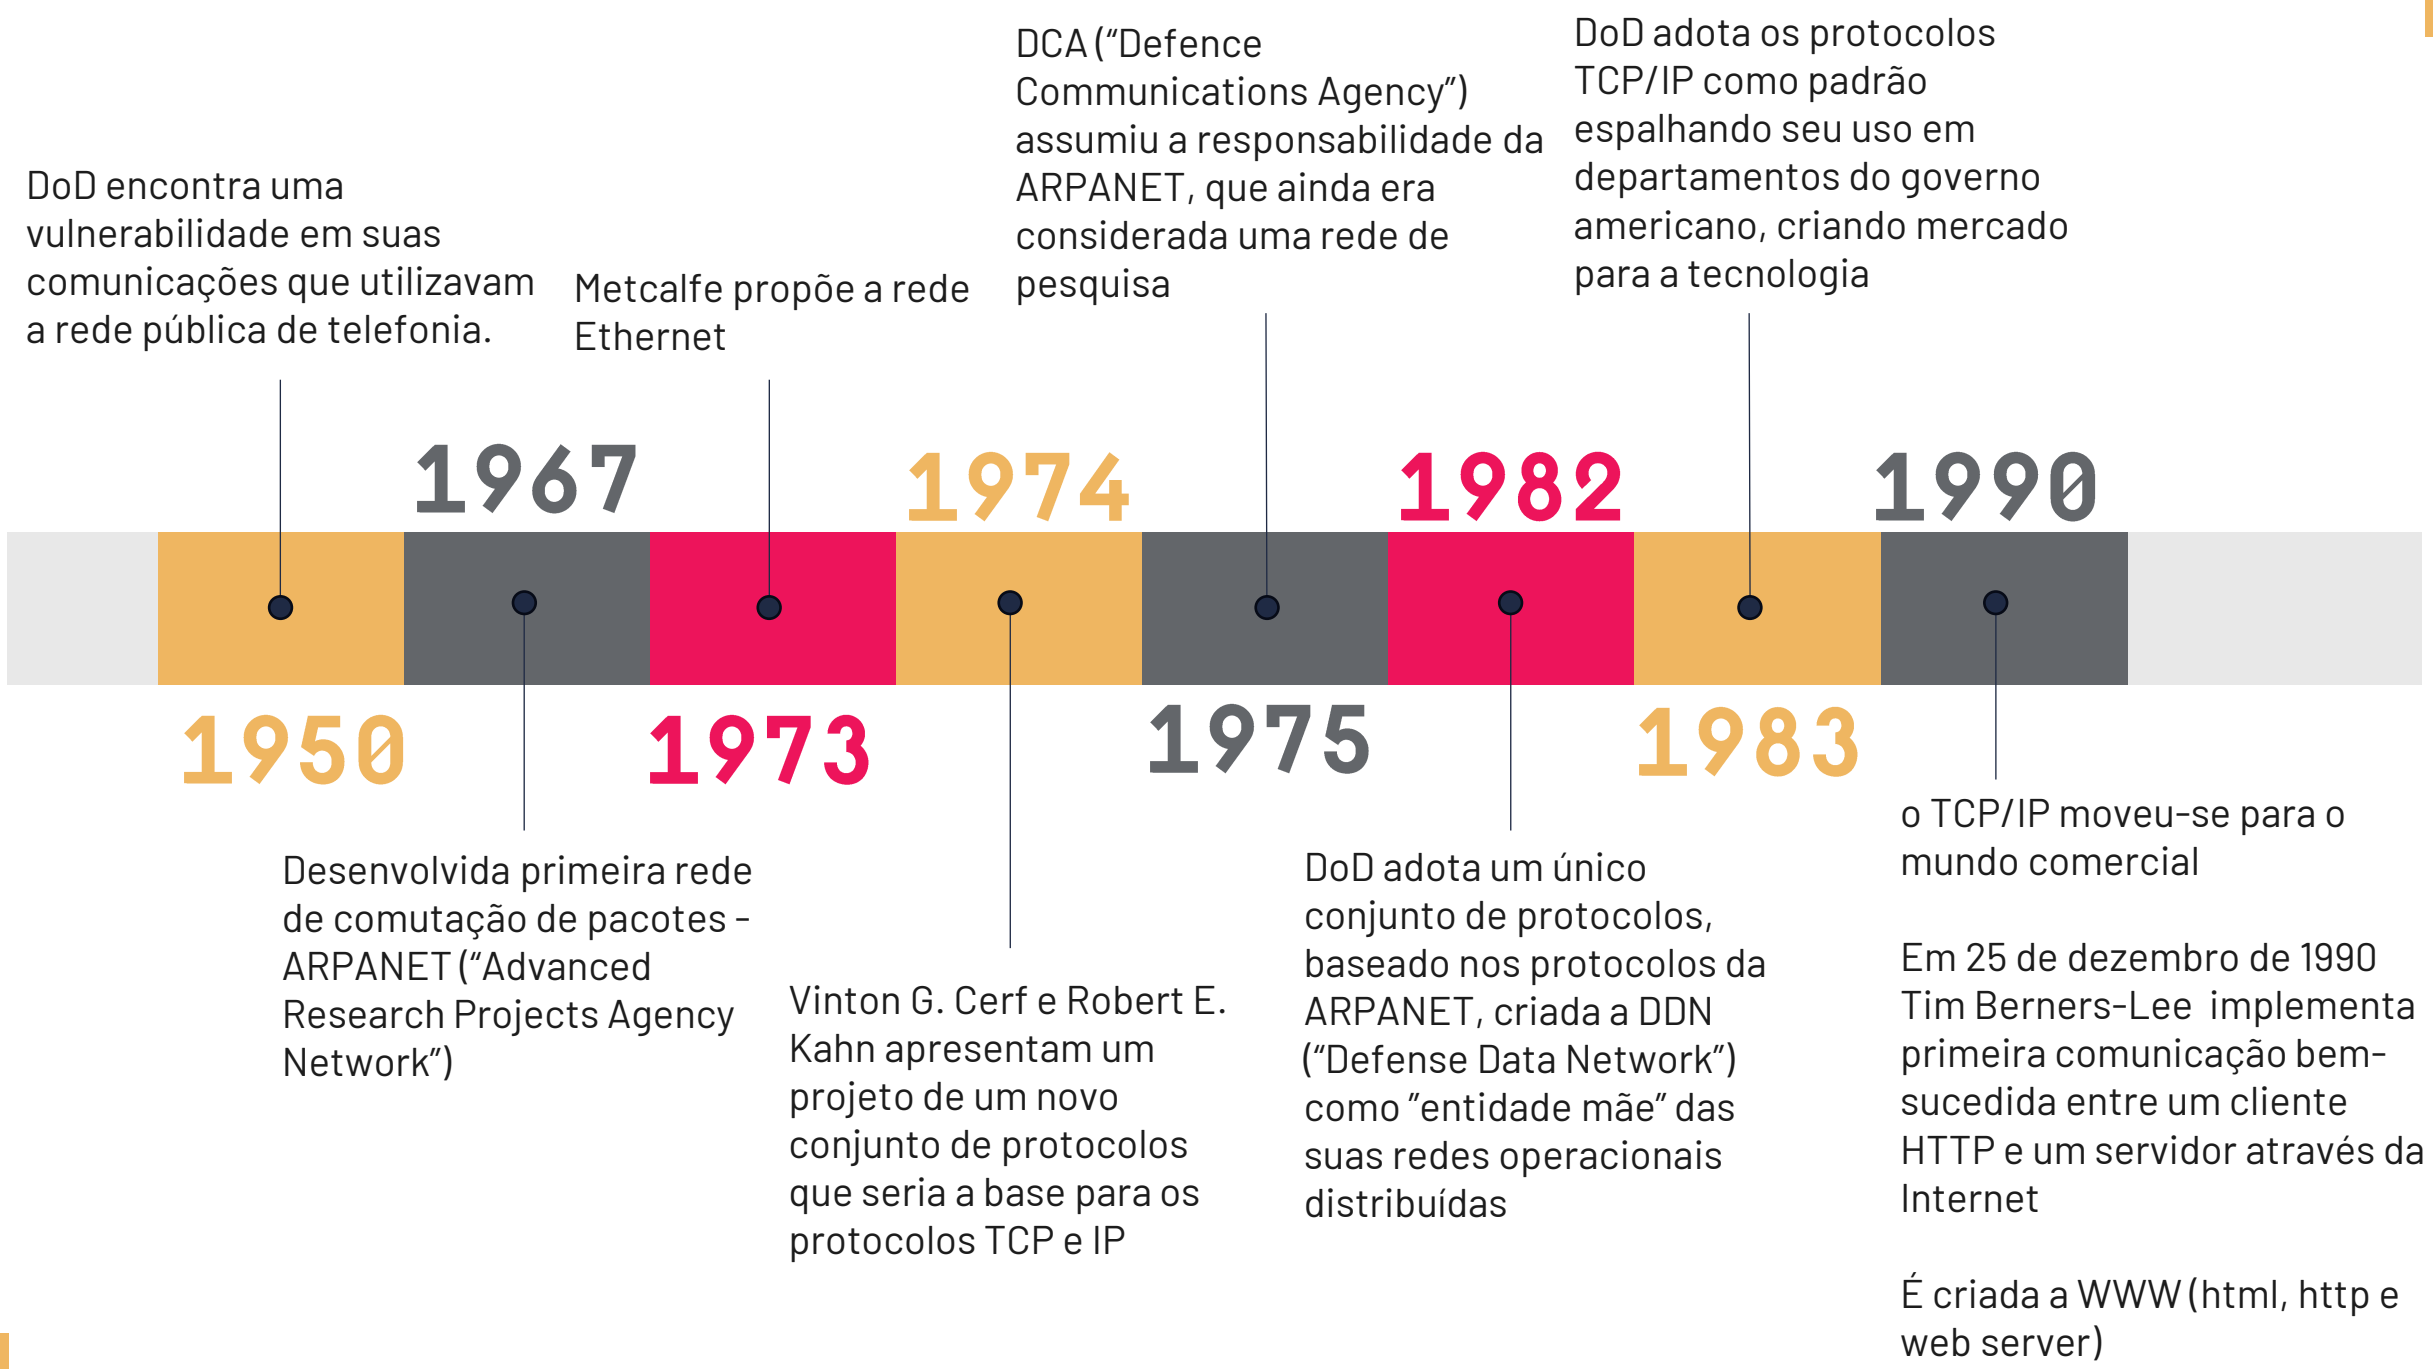 DoD encontra uma
vulnerabilidade em suas
comunicações que utilizavam
a rede pública de telefonia.
1950
1967
Desenvolvida primeira rede
de comutação de pacotes -
ARPANET (“Advanced
Research Projects Agency
Network”)
Metcalfe propõe a rede
Ethernet
1973
1974
Vinton G. Cerf e Robert E.
Kahn apresentam um
projeto de um novo
conjunto de protocolos
que seria a base para os
protocolos TCP e IP
DCA (“Defence
Communications Agency”)
assumiu a responsabilidade da
ARPANET, que ainda era
considerada uma rede de
pesquisa
1975
1982
DoD adota um único
conjunto de protocolos,
baseado nos protocolos da
ARPANET, criada a DDN
(“Defense Data Network”)
como ”entidade mãe” das
suas redes operacionais
distribuídas
DoD adota os protocolos
TCP/IP como padrão
espalhando seu uso em
departamentos do governo
americano, criando mercado
para a tecnologia
1983
1990
o TCP/IP moveu-se para o
mundo comercial
Em 25 de dezembro de 1990
Tim Berners-Lee  implementa
primeira comunicação bem-
sucedida entre um cliente
HTTP e um servidor através da
Internet
É criada a WWW (html, http e
web server)